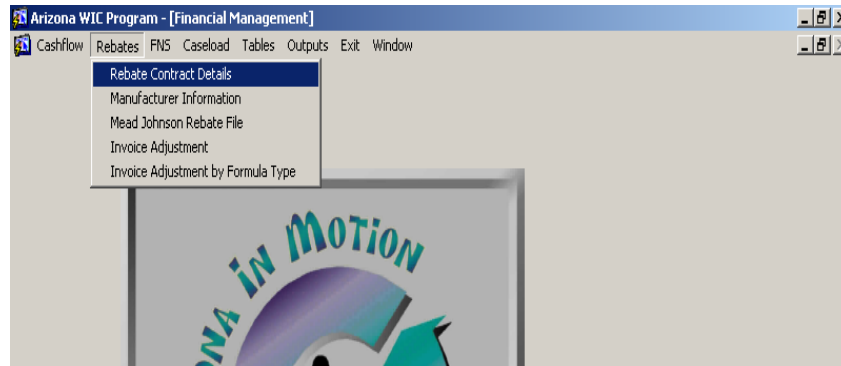 Arizona WIC Program - [Financial Management]
Cashflow Rebates FNS Caseload Tables Outputs Exit Window
Rebate Contract Details
Manufacturer Information
Mead Johnson Rebate File
Invoice Adjustment
Invoice Adjustment by Formula Type
ONA IN MOTION